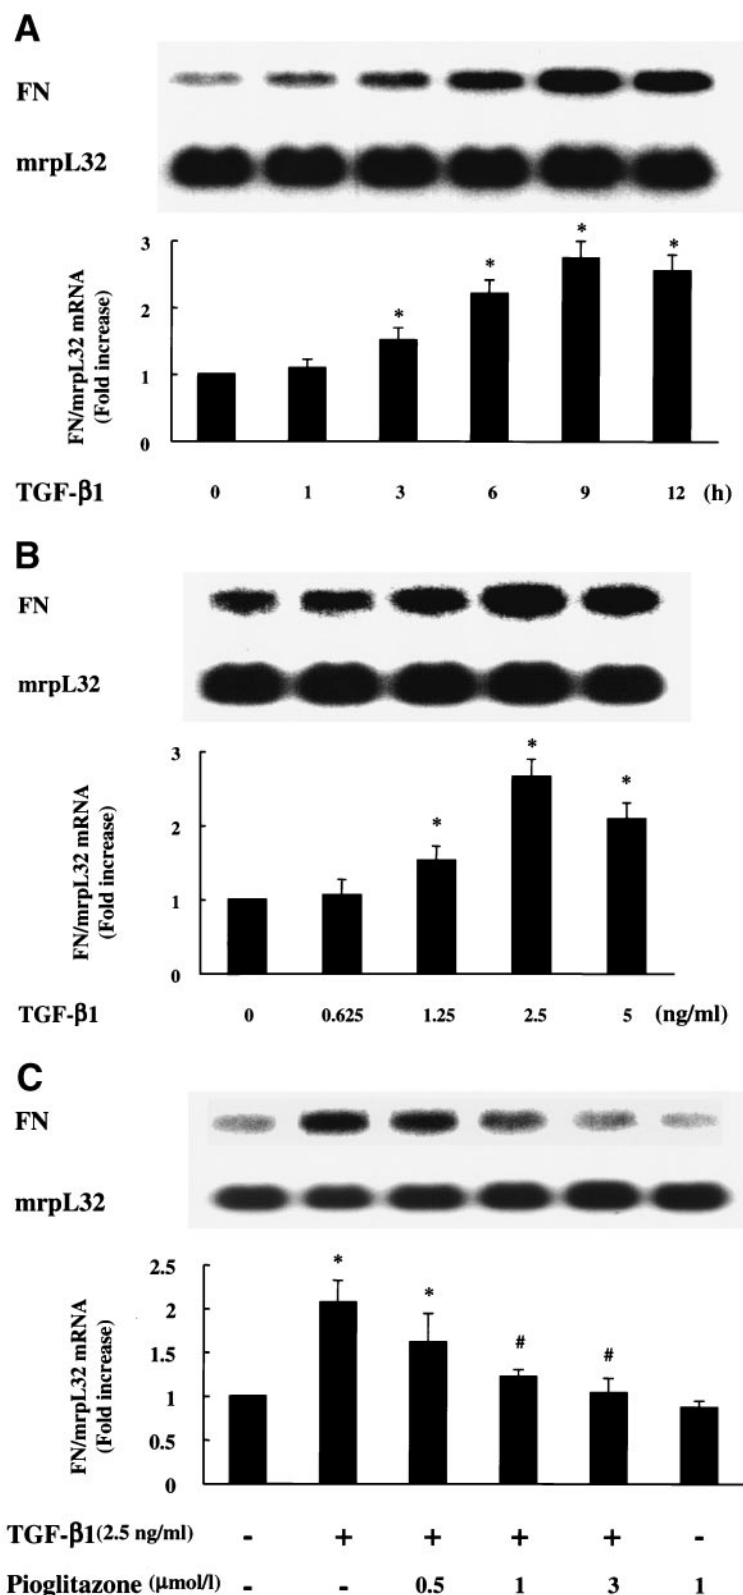 A
FN
mrpL32
FN/mrpL32 mRNA
(Fold increase)
3
2
1
0
* * * *
TGF-β1 0 1 3 6 9 12 (h)
B
FN
mrpL32
FN/mrpL32 mRNA
(Fold increase)
3
2
1
0
* * *
TGF-β1 0 0.625 1.25 2.5 5 (ng/ml)
C
FN
mrpL32
FN/mrpL32 mRNA
(Fold increase)
2.5
2
1.5
1
0.5
0
* * # #
TGF-β1(2.5 ng/ml) - + + + + -
Pioglitazone (μmol/l) - - 0.5 1 3 1